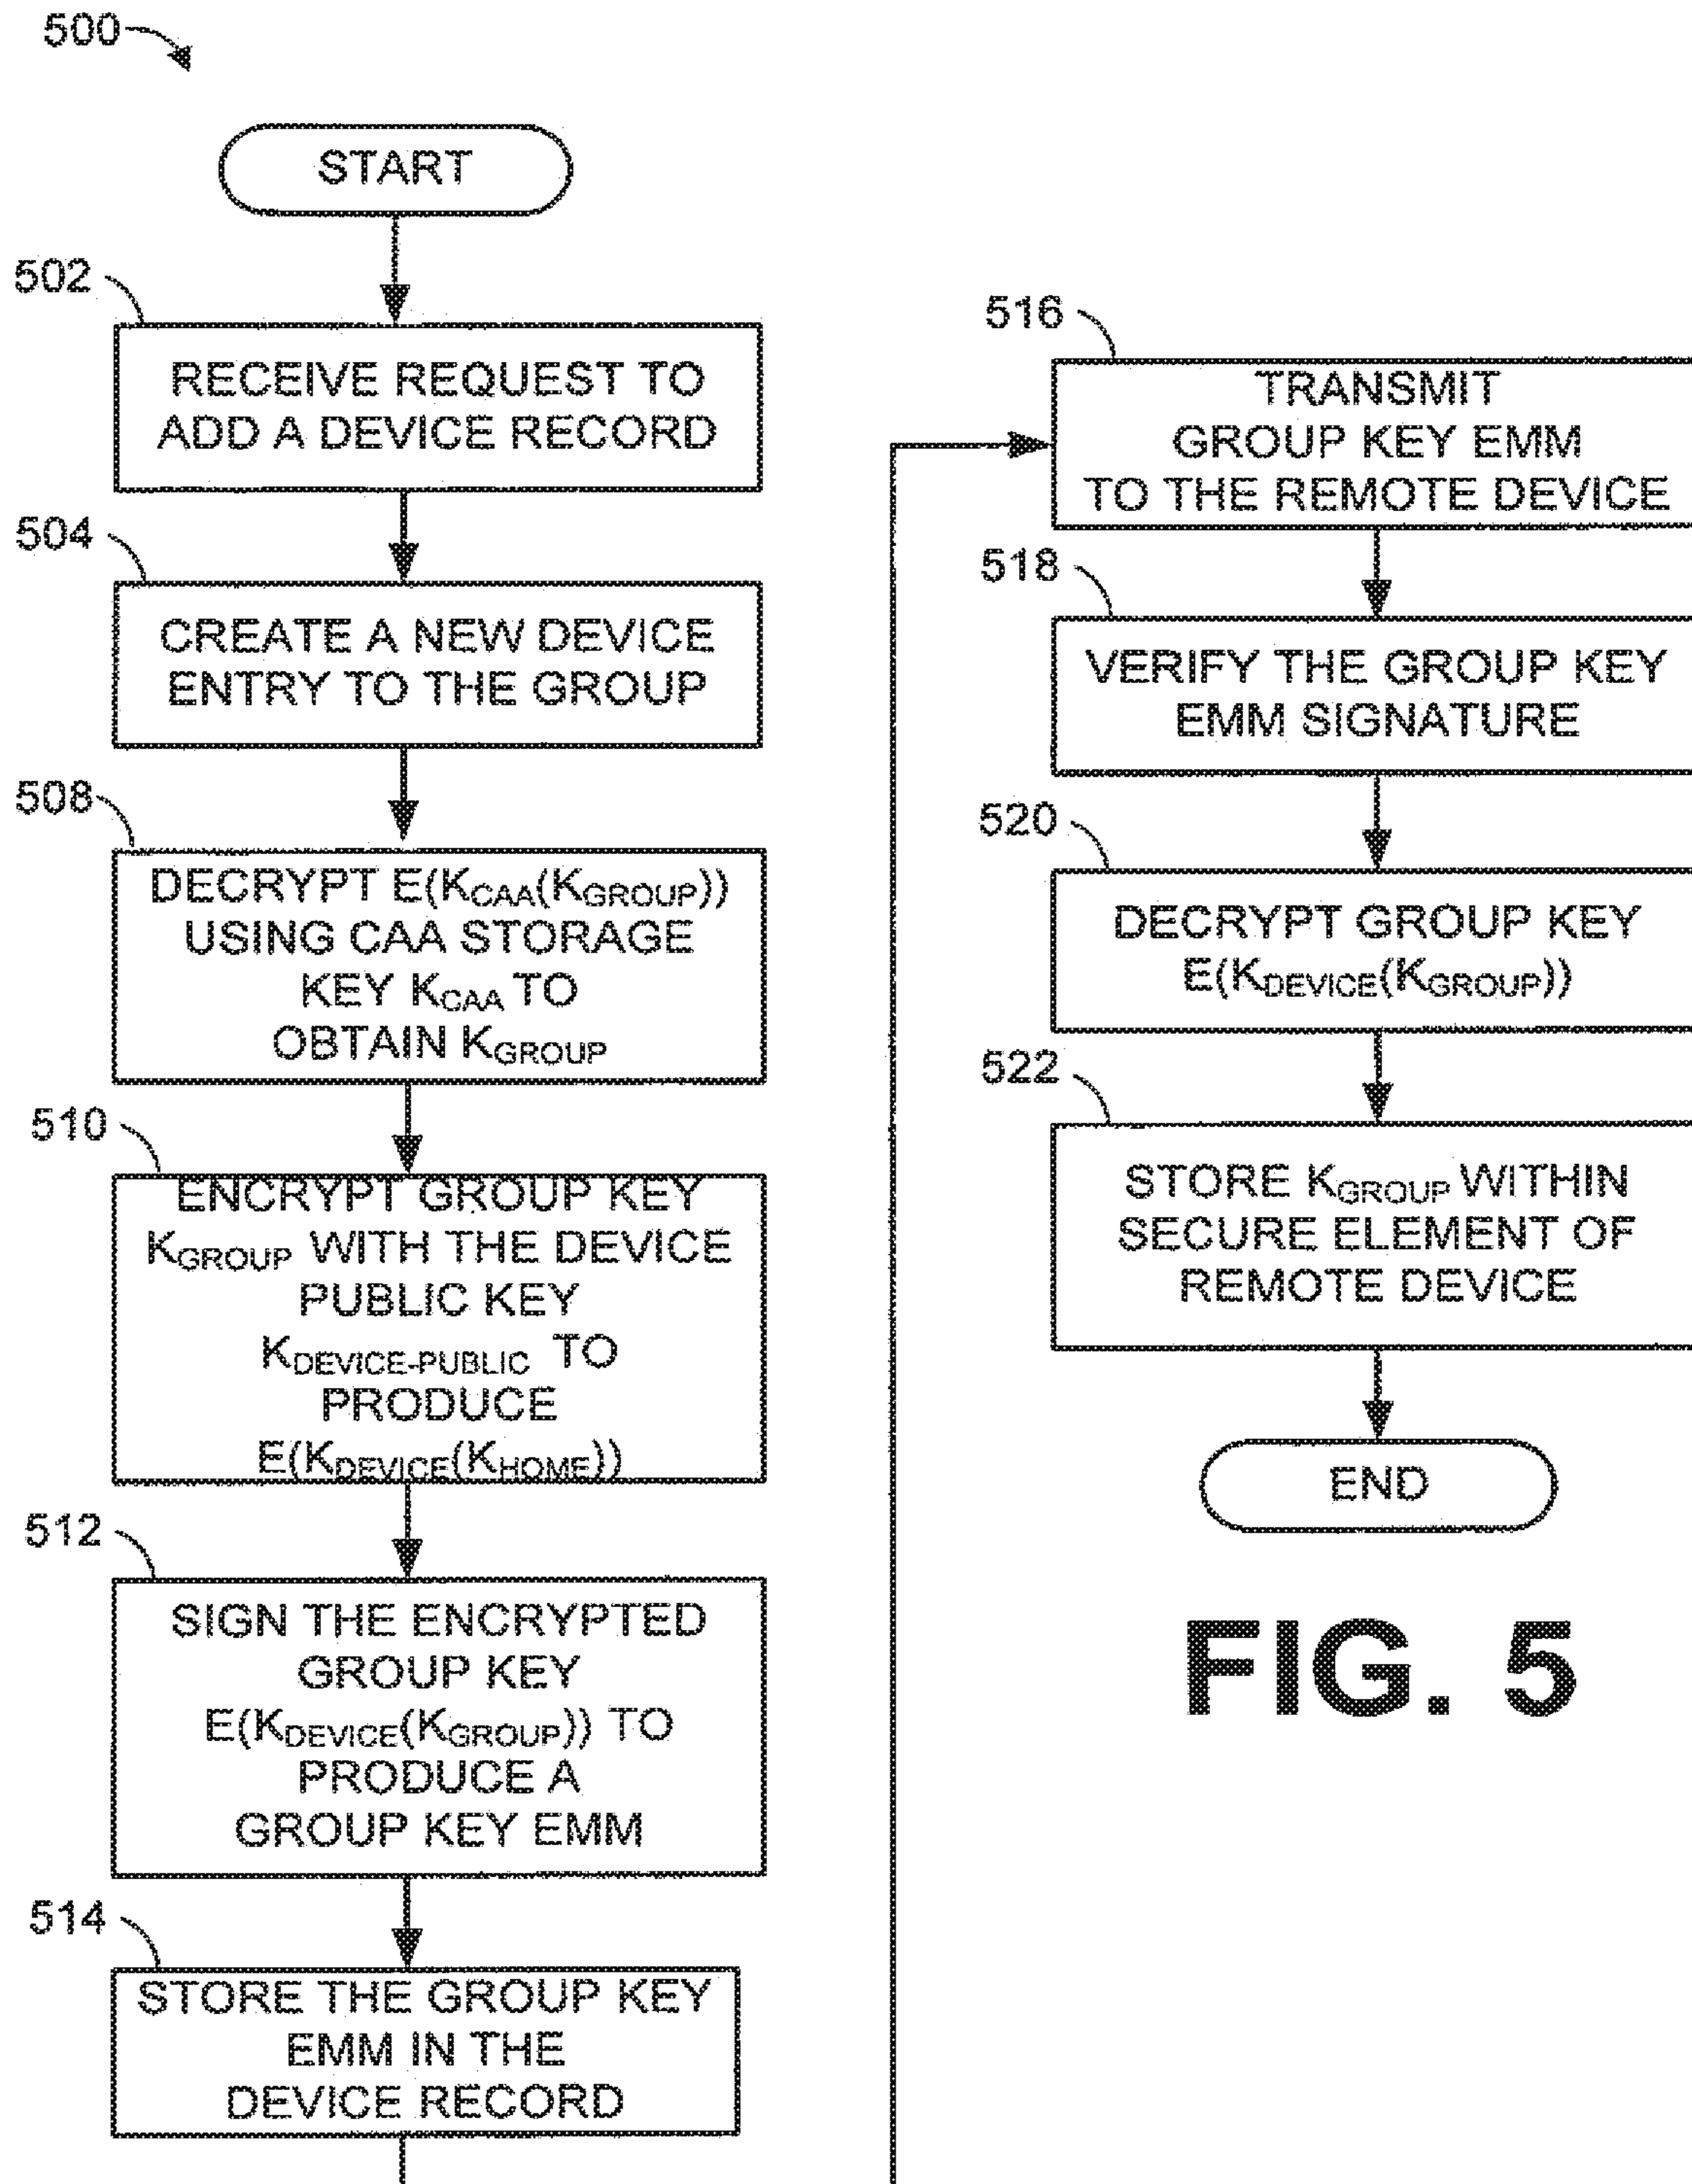 500
START
502
RECEIVE REQUEST TO
ADD A DEVICE RECORD
504
CREATE A NEW DEVICE
ENTRY TO THE GROUP
508
DECRYPT E(KCAA(KGROUP))
USING CAA STORAGE
KEY KCAA TO
OBTAIN KGROUP
510
ENCRYPT GROUP KEY
KGROUP WITH THE DEVICE
PUBLIC KEY
KDEVICE-PUBLIC TO
PRODUCE
E(KDEVICE(KHOME))
512
SIGN THE ENCRYPTED
GROUP KEY
E(KDEVICE(KGROUP)) TO
PRODUCE A
GROUP KEY EMM
514
STORE THE GROUP KEY
EMM IN THE
DEVICE RECORD
516
TRANSMIT
GROUP KEY EMM
TO THE REMOTE DEVICE
518
VERIFY THE GROUP KEY
EMM SIGNATURE
520
DECRYPT GROUP KEY
E(KDEVICE(KGROUP))
522
STORE KGROUP WITHIN
SECURE ELEMENT OF
REMOTE DEVICE
END
FIG. 5